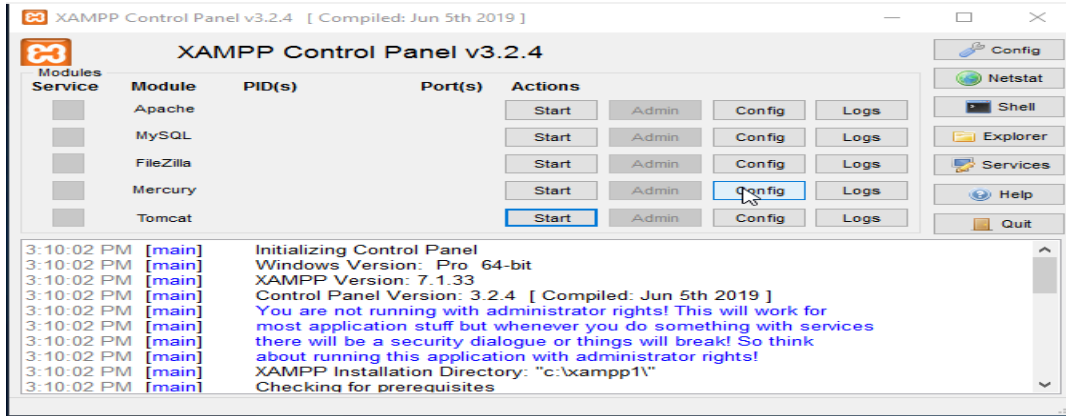 XAMPP Control Panel v3.2.4 [ Compiled: Jun 5th 2019 ]
XAMPP Control Panel v3.2.4
Config
Modules
Service Module PID(s) Port(s) Actions
Netstat
Apache Start Admin Config Logs
Shell
MySQL Start Admin Config Logs
Explorer
FileZilla Start Admin Config Logs
Services
Mercury Start Admin Config Logs
Help
Tomcat Start Admin Config Logs
Quit
3:10:02 PM [main] Initializing Control Panel
3:10:02 PM [main] Windows Version: Pro 64-bit
3:10:02 PM [main] XAMPP Version: 7.1.33
3:10:02 PM [main] Control Panel Version: 3.2.4 [ Compiled: Jun 5th 2019 ]
3:10:02 PM [main] You are not running with administrator rights! This will work for
3:10:02 PM [main] most application stuff but whenever you do something with services
3:10:02 PM [main] there will be a security dialogue or things will break! So think
3:10:02 PM [main] about running this application with administrator rights!
3:10:02 PM [main] XAMPP Installation Directory: "c:\xampp1\"
3:10:02 PM [main] Checking for prerequisites